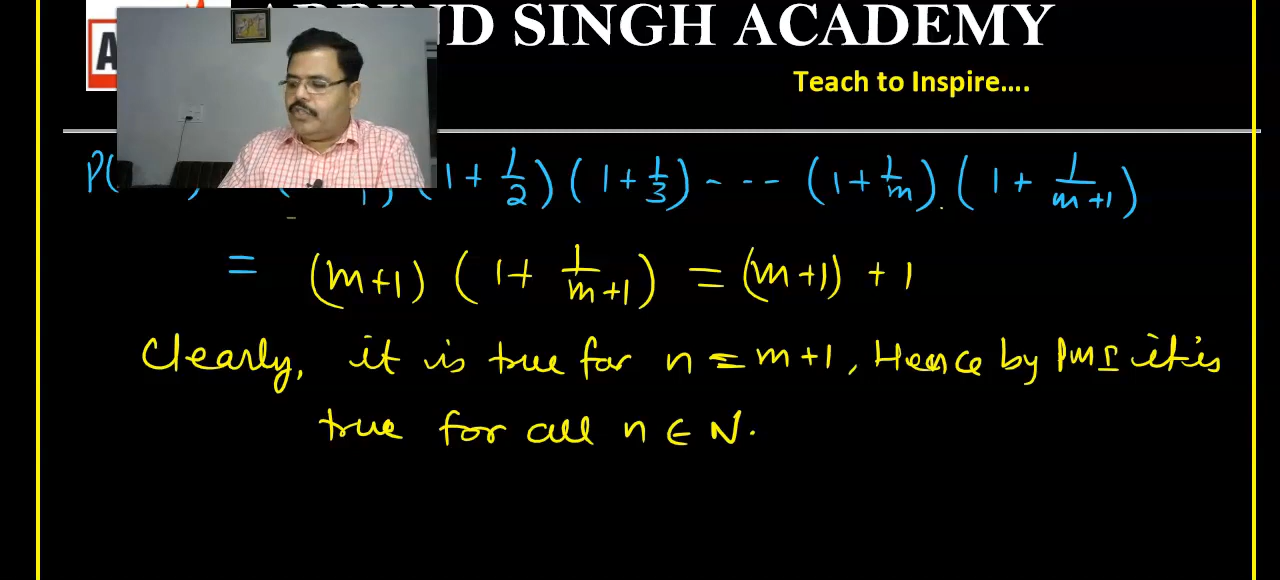 A
ND SINGH ACADEMY
Teach to Inspire....
P( 1 + 1/2 ) ( 1 + 1/3 ) - - - - ( 1 + 1/m ) . ( 1 + 1/(m+1) )
= (m+1) ( 1 + 1/(m+1) ) = (m+1) + 1
Clearly, it is true for n = m+1, Hence by PMI it is
true for all n ∈ N.